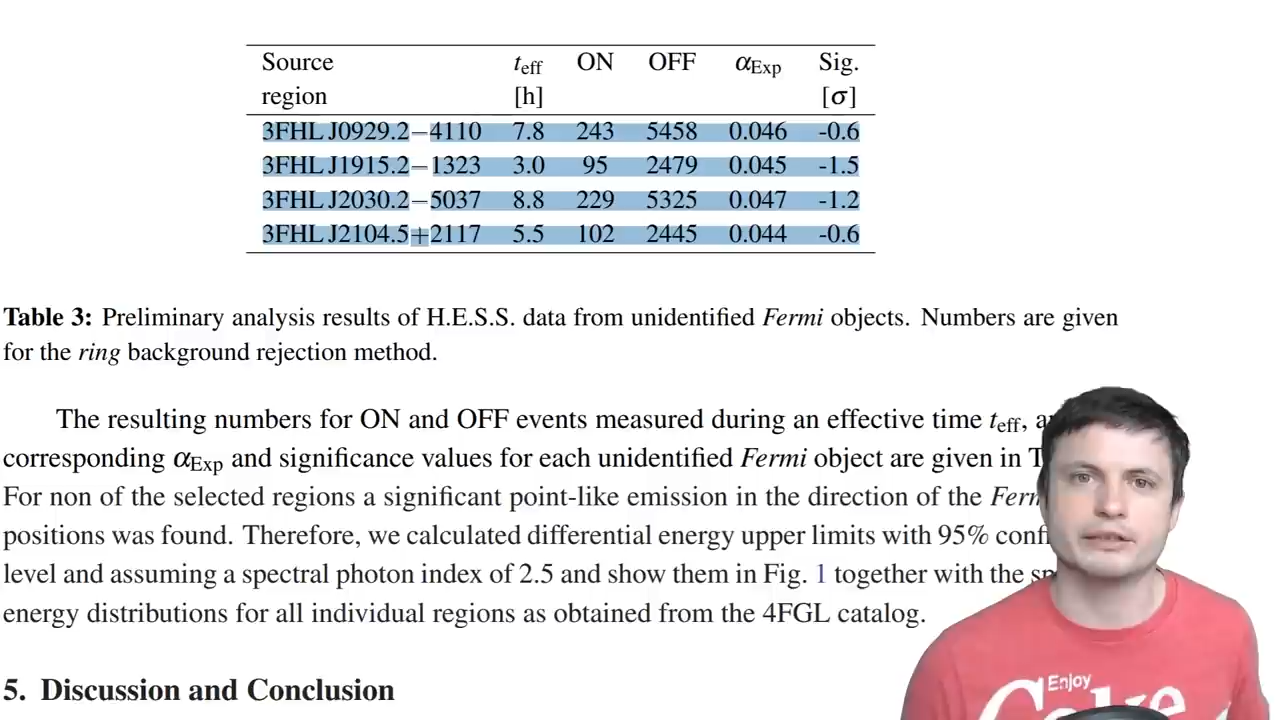 Source t_eff ON OFF α_Exp Sig.
region [h] [σ]
3FHL J0929.2−4110 7.8 243 5458 0.046 -0.6
3FHL J1915.2−1323 3.0 95 2479 0.045 -1.5
3FHL J2030.2−5037 8.8 229 5325 0.047 -1.2
3FHL J2104.5+2117 5.5 102 2445 0.044 -0.6
Table 3: Preliminary analysis results of H.E.S.S. data from unidentified Fermi objects. Numbers are given
for the ring background rejection method.
The resulting numbers for ON and OFF events measured during an effective time t_eff,
corresponding α_Exp and significance values for each unidentified Fermi object are given in
For non of the selected regions a significant point-like emission in the direction of the
positions was found. Therefore, we calculated differential energy upper limits with 95%
level and assuming a spectral photon index of 2.5 and show them in Fig. 1 together with the
energy distributions for all individual regions as obtained from the 4FGL catalog.
5. Discussion and Conclusion
Enjoy
Coke